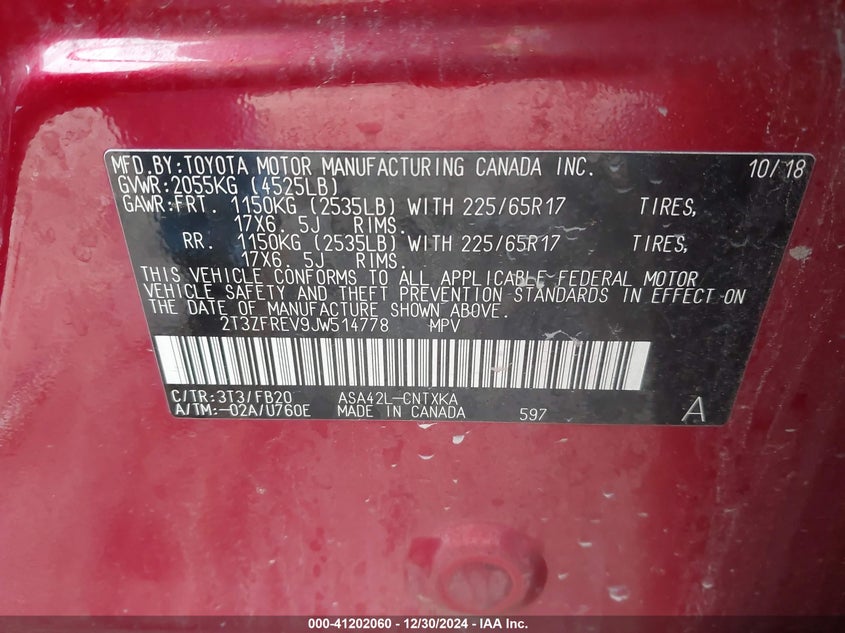 MFD.BY:TOYOTA MOTOR MANUFACTURING CANADA INC. 10/18
GVWR:2055KG (4525LB)
GAWR:FRT. 1150KG (2535LB) WITH 225/65R17 TIRES,
17X6. 5J RIMS.
RR. 1150KG (2535LB) WITH 225/65R17 TIRES,
17X6. 5J RIMS.
THIS VEHICLE CONFORMS TO ALL APPLICABLE FEDERAL MOTOR
VEHICLE SAFETY AND THEFT PREVENTION STANDARDS IN EFFECT ON
THE DATE OF MANUFACTURE SHOWN ABOVE.
2T3ZFREV9JW514778 MPV
C/TR:3T3/FB20 ASA42L-CNTXKA
A/TM:-02A/U760E MADE IN CANADA 597 A
000-41202060 - 12/30/2024 - IAA Inc.